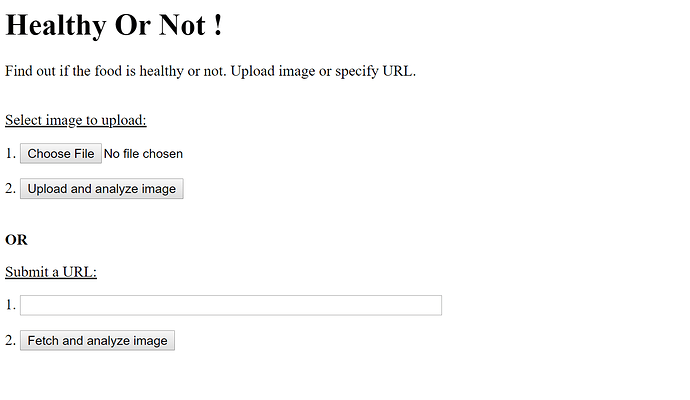 Healthy Or Not !
Find out if the food is healthy or not. Upload image or specify URL.
Select image to upload:
1. Choose File No file chosen
2. Upload and analyze image
OR
Submit a URL:
1.
2. Fetch and analyze image